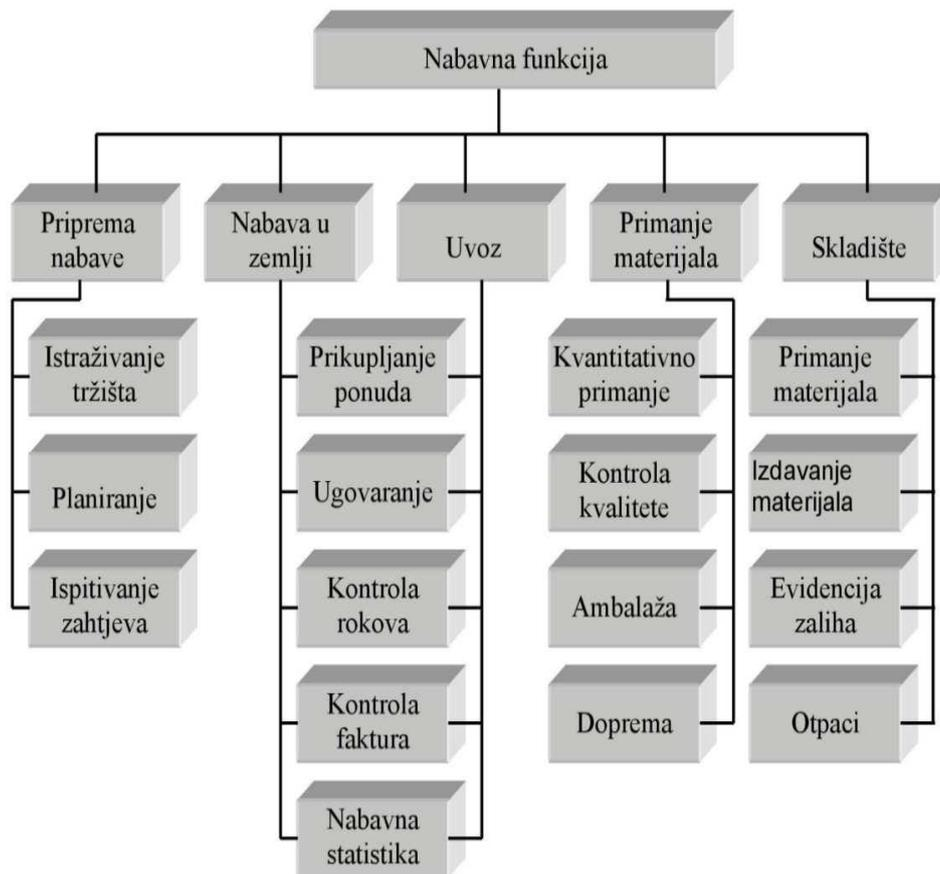 Nabavna funkcija
Priprema
nabave
Nabava u
zemlji
Uvoz
Primanje
materijala
Skladište
Istraživanje
tržišta
Planiranje
Ispitivanje
zahtjeva
Prikupljanje
ponuda
Ugovaranje
Kontrola
rokova
Kontrola
faktura
Nabavna
statistika
Kvantitativno
primanje
Kontrola
kvalitete
Ambalaža
Doprema
Primanje
materijala
Izdavanje
materijala
Evidencija
zaliha
Otpaci